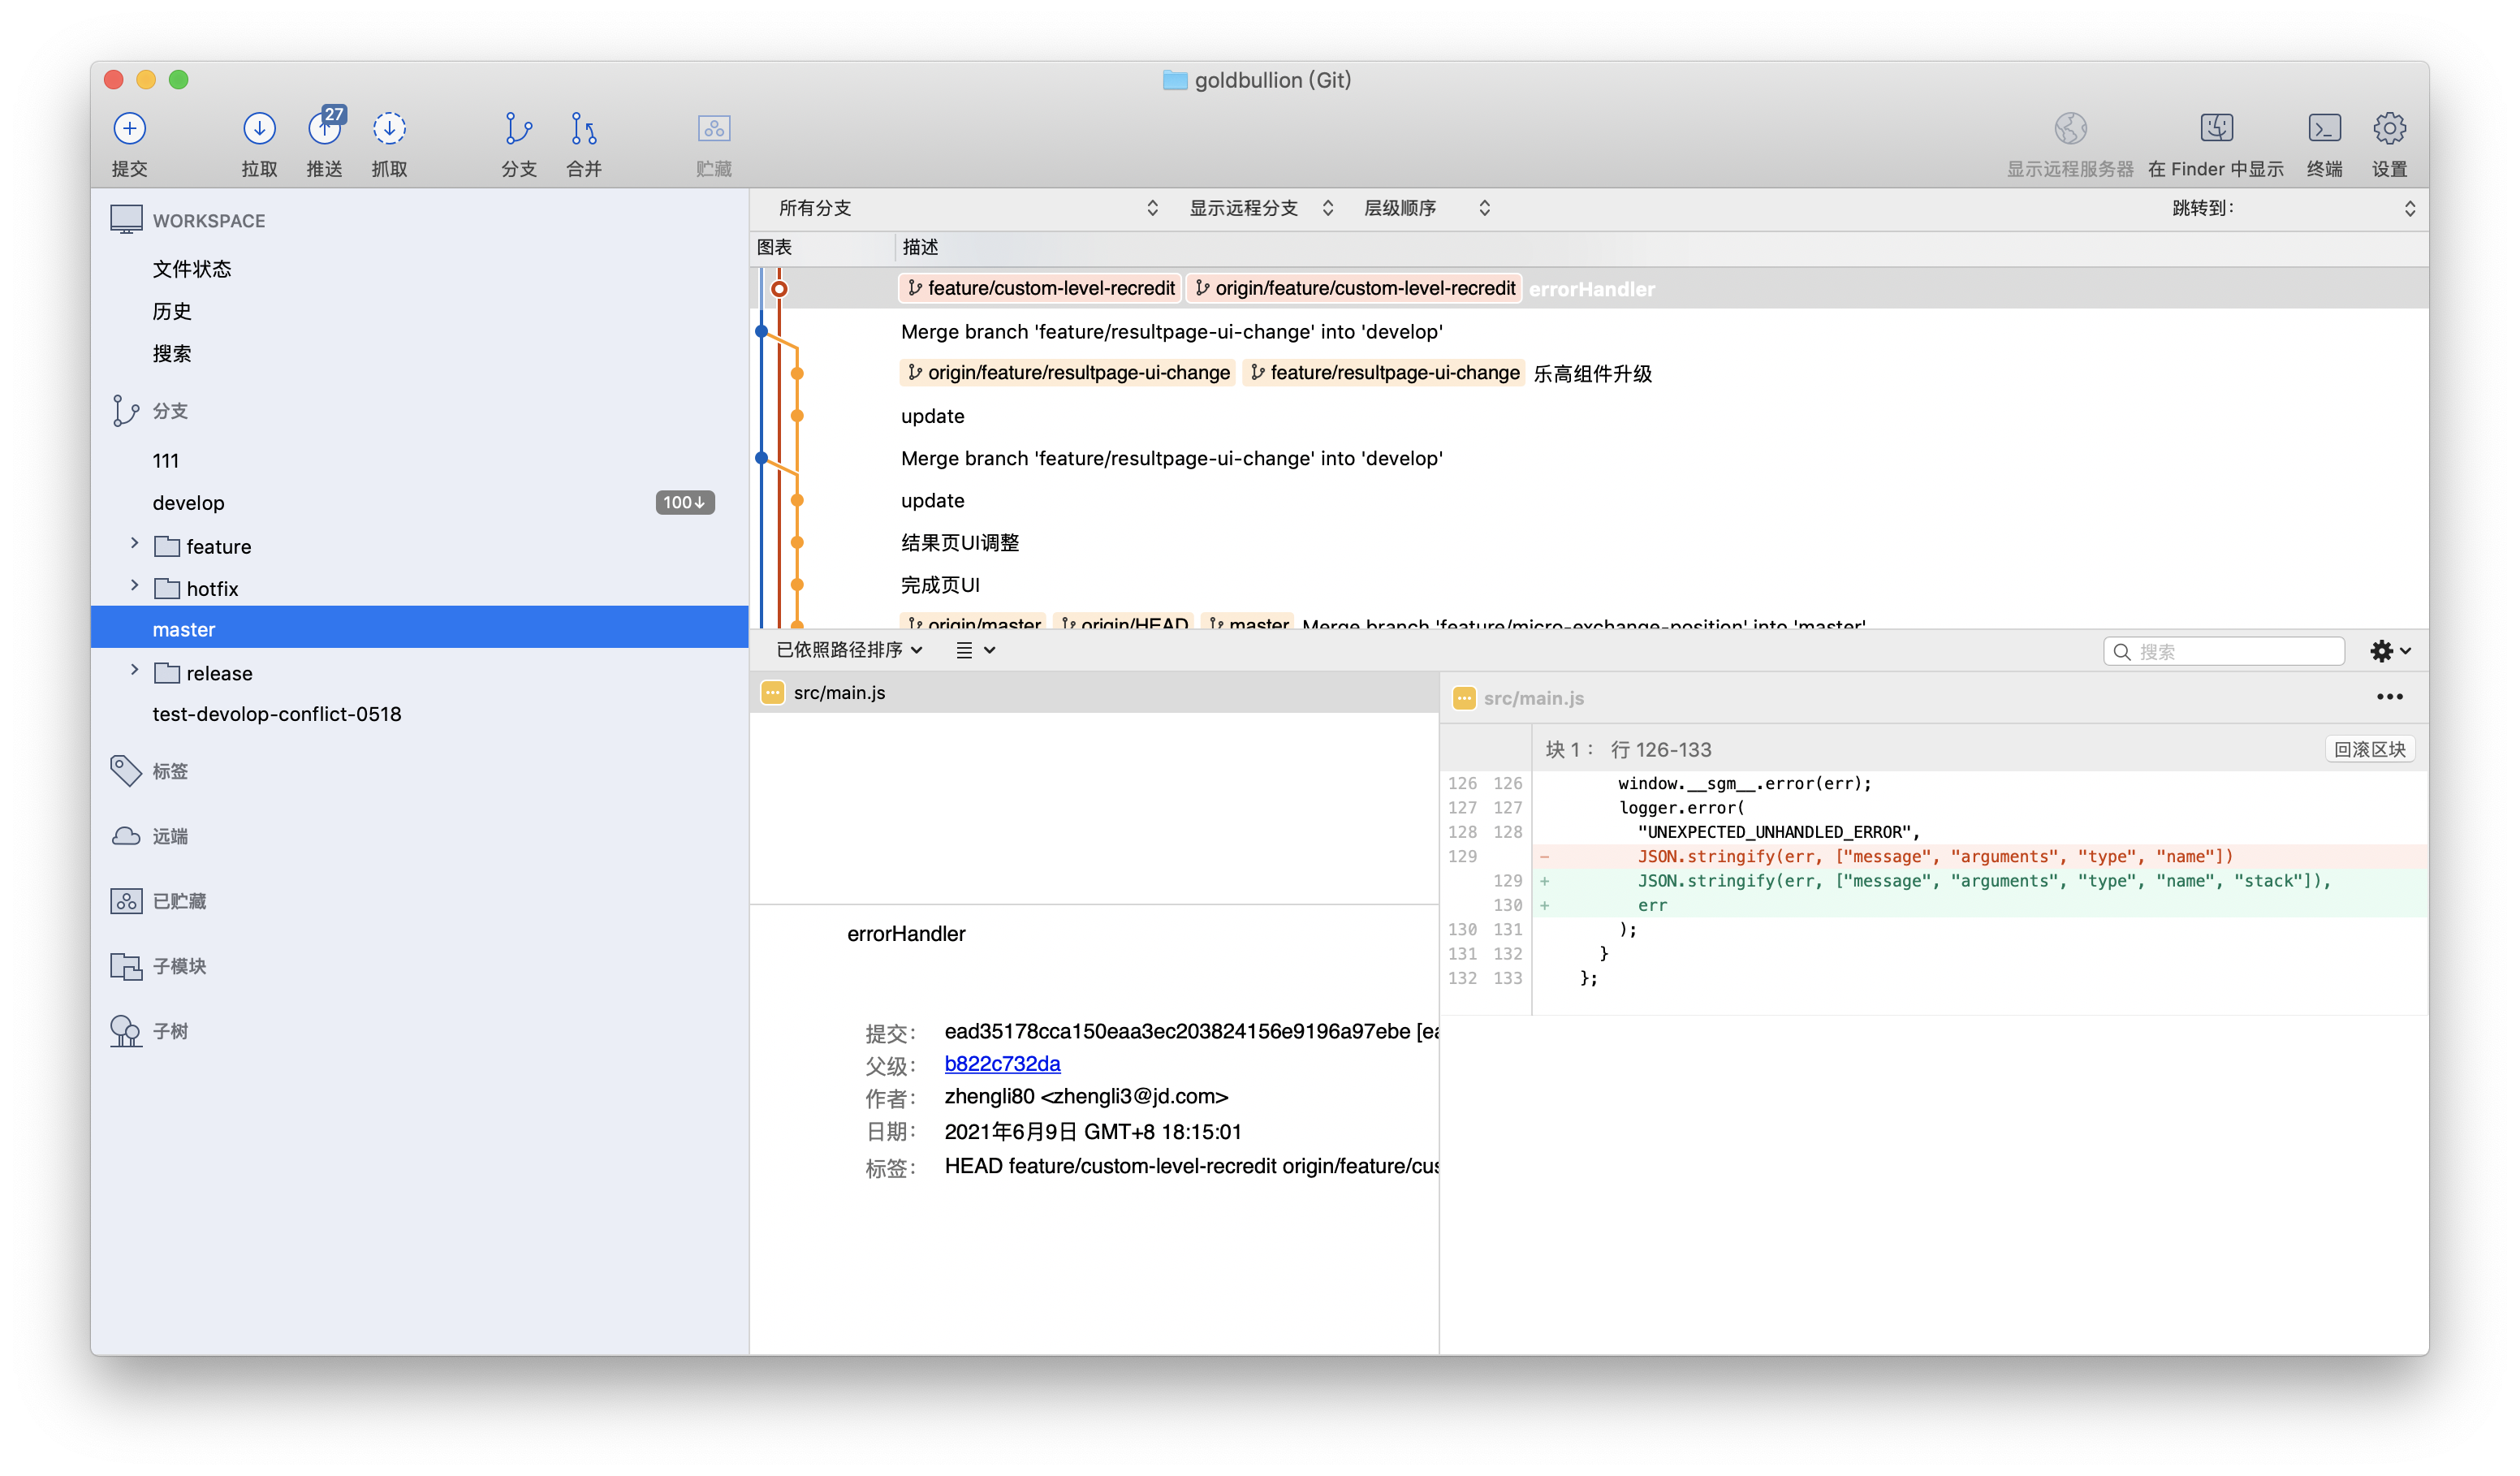 goldbullion (Git)
提交
拉取
27
推送
抓取
分支
合并
贮藏
显示远程服务器
在 Finder 中显示
终端
设置
WORKSPACE
文件状态
历史
搜索
分支
111
develop 100↓
feature
hotfix
master
release
test-devolop-conflict-0518
标签
远端
已贮藏
子模块
子树
所有分支 显示远程分支 层级顺序 跳转到:
图表 描述
feature/custom-level-recredit origin/feature/custom-level-recredit errorHandler
Merge branch 'feature/resultpage-ui-change' into 'develop'
origin/feature/resultpage-ui-change feature/resultpage-ui-change 乐高组件升级
update
Merge branch 'feature/resultpage-ui-change' into 'develop'
update
结果页UI调整
完成页UI
origin/master origin/HEAD master Merge branch 'feature/micro-exchange-position' into 'master'
已依照路径排序 搜索
src/main.js
errorHandler
提交: ead35178cca150eaa3ec203824156e9196a97ebe [ea
父级: b822c732da
作者: zhengli80 <zhengli3@jd.com>
日期: 2021年6月9日 GMT+8 18:15:01
标签: HEAD feature/custom-level-recredit origin/feature/cus
src/main.js
块 1： 行 126-133 回滚区块
126 126 window.__sgm__.error(err);
127 127 logger.error(
128 128 "UNEXPECTED_UNHANDLED_ERROR",
129 - JSON.stringify(err, ["message", "arguments", "type", "name"])
129 + JSON.stringify(err, ["message", "arguments", "type", "name", "stack"]),
130 + err
130 131 );
131 132 }
132 133 };